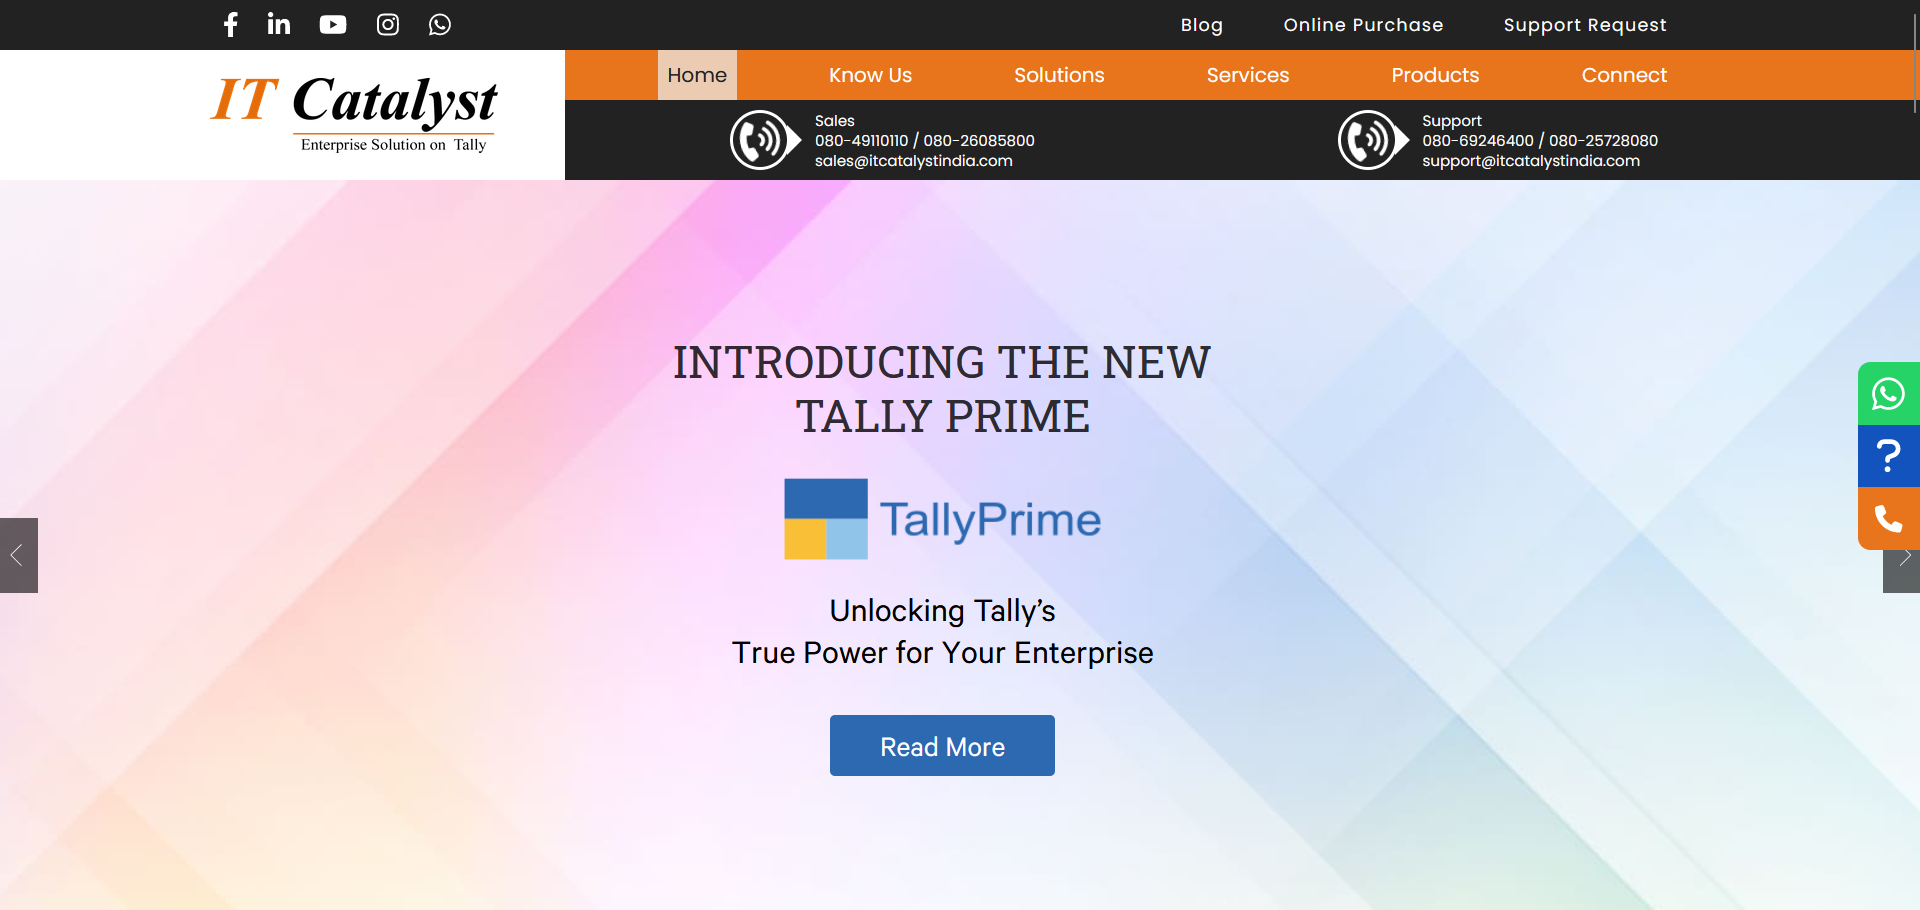 Blog
Online Purchase
Support Request
IT Catalyst
Enterprise Solution on Tally
Home
Know Us
Solutions
Services
Products
Connect
Sales
080-49110110 / 080-26085800
sales@itcatalystindia.com
Support
080-69246400 / 080-25728080
support@itcatalystindia.com
INTRODUCING THE NEW
TALLY PRIME
TallyPrime
Unlocking Tally’s
True Power for Your Enterprise
Read More